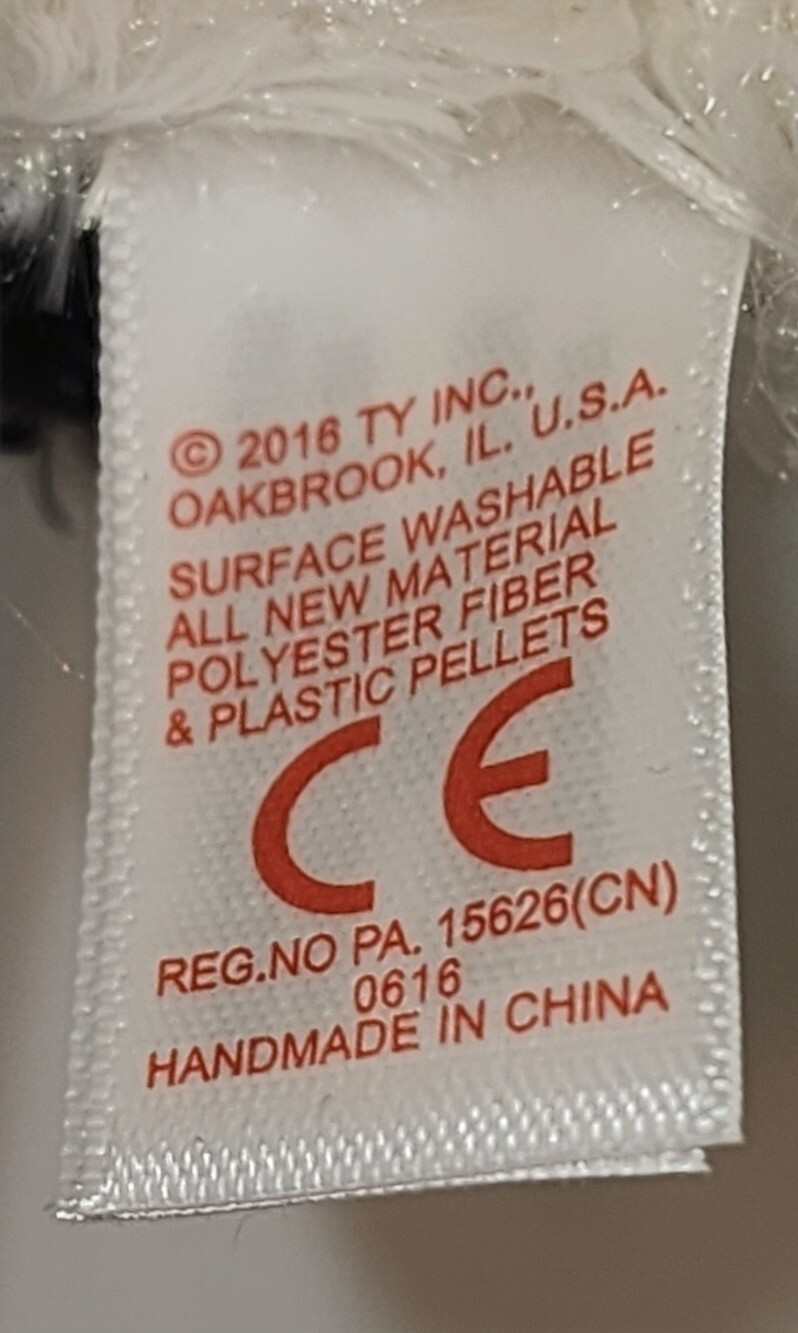 © 2016 TY INC.,
OAKBROOK, IL. U.S.A.
SURFACE WASHABLE
ALL NEW MATERIAL
POLYESTER FIBER
& PLASTIC PELLETS
CE
REG.NO PA. 15626(CN)
0616
HANDMADE IN CHINA